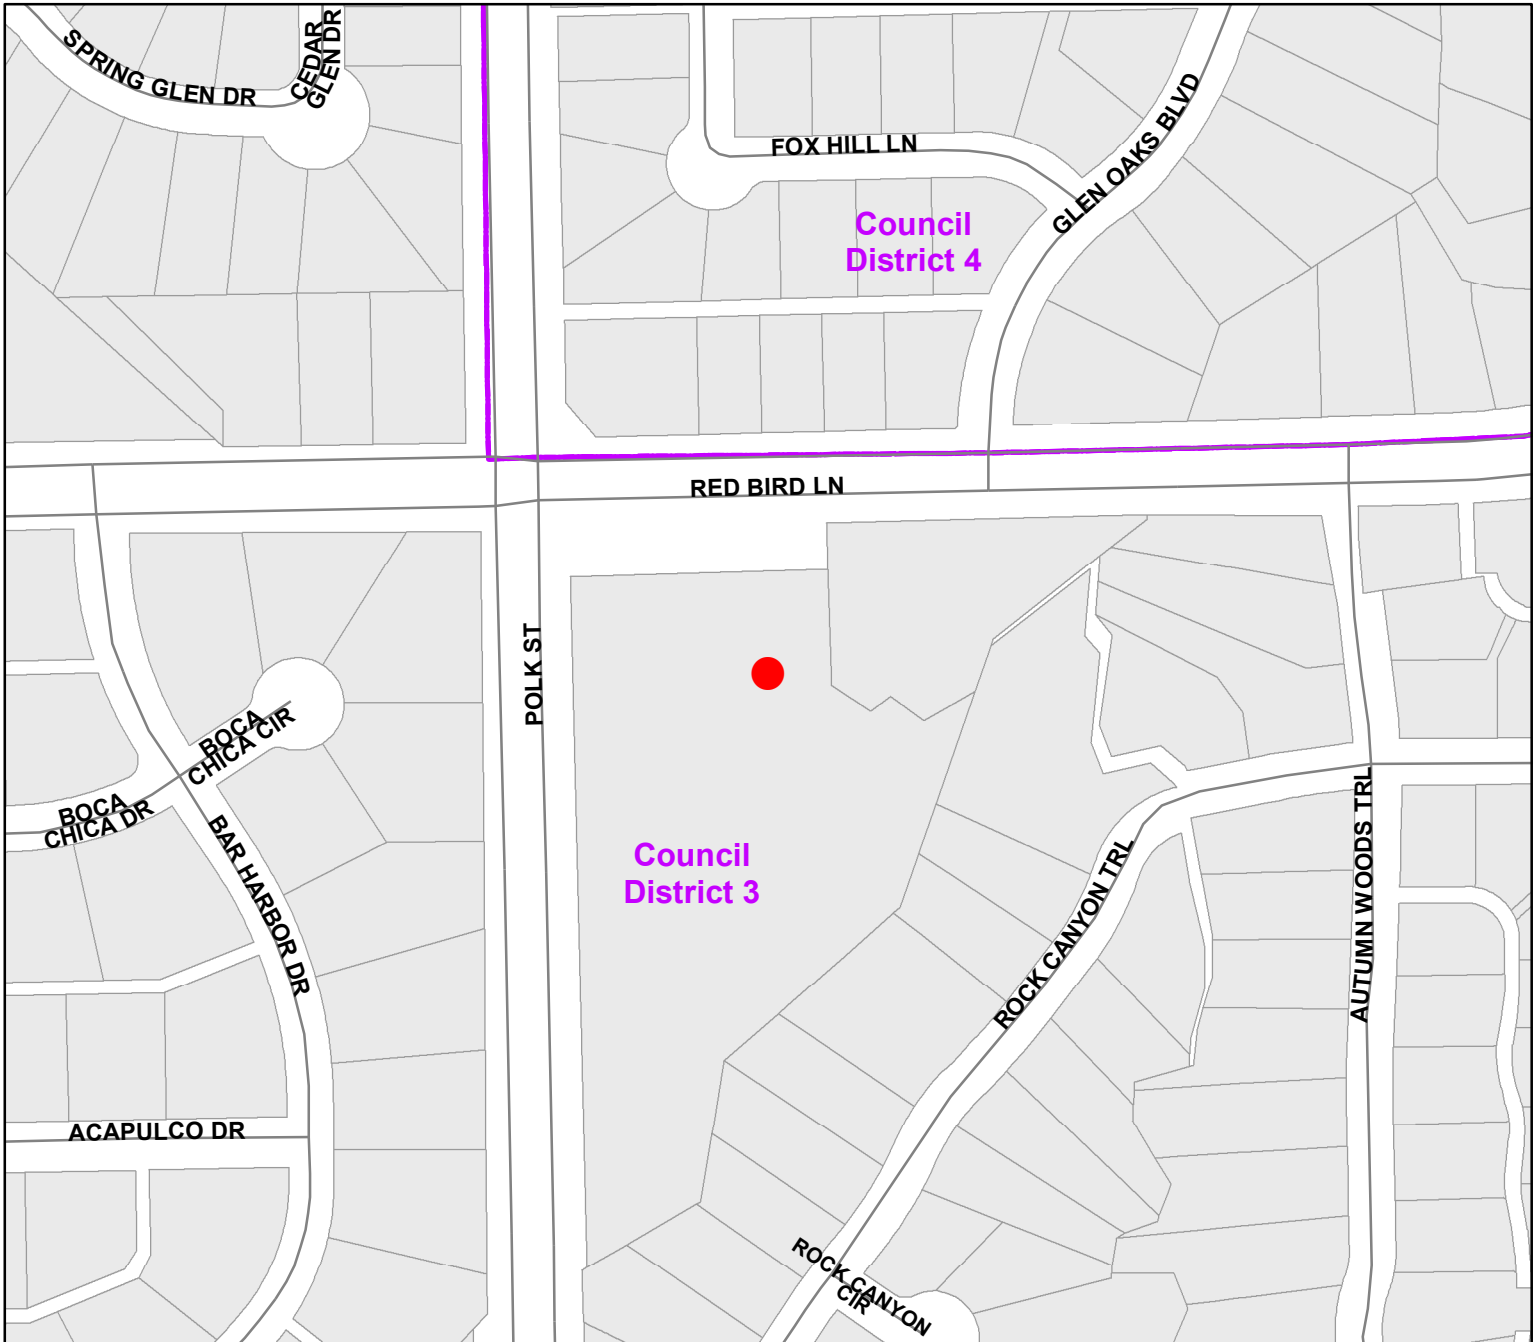 SPRING GLEN DR
CEDAR
GLEN DR
FOX HILL LN
GLEN OAKS BLVD
Council
District 4
RED BIRD LN
POLK ST
BOCA
CHICA CIR
BOCA
CHICA DR
BAR HARBOR DR
Council
District 3
ROCK CANYON TRL
AUTUMN WOODS TRL
ACAPULCO DR
ROCK CANYON
CIR